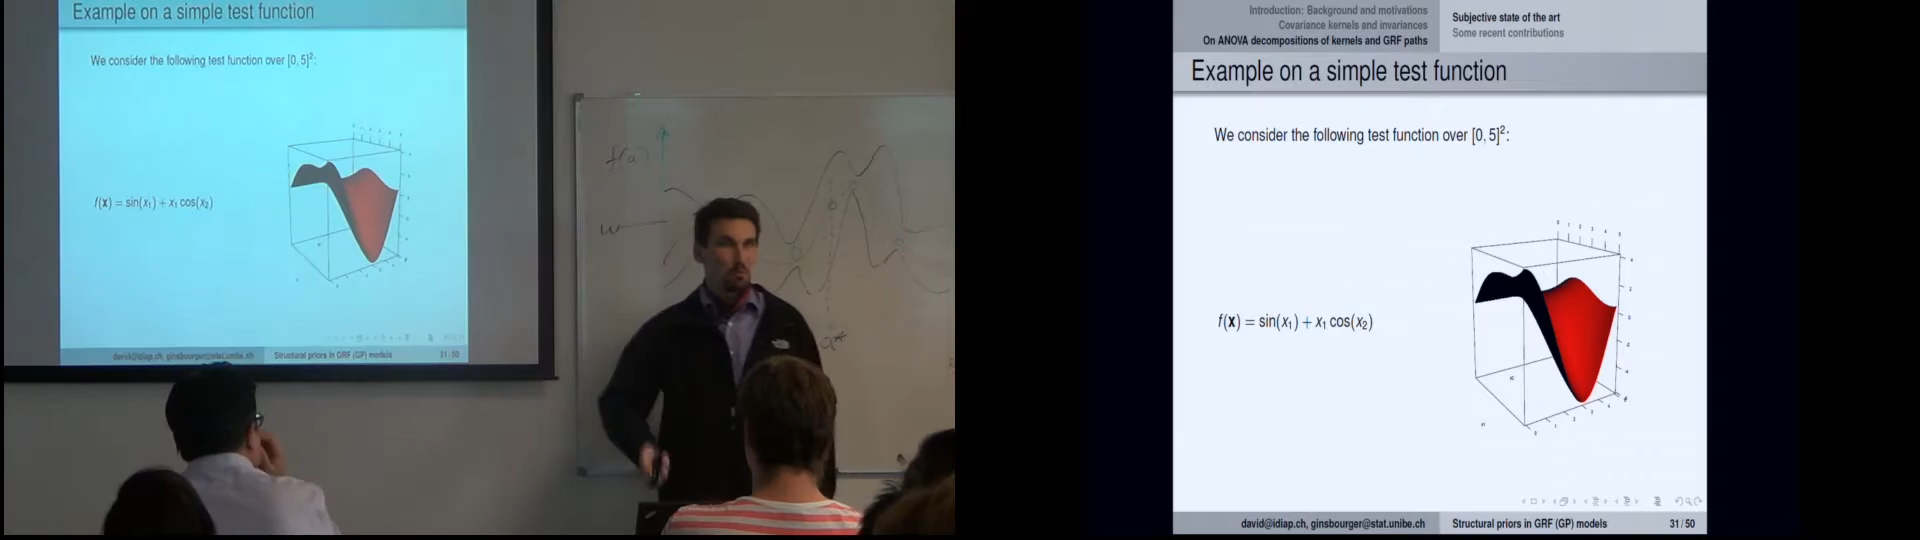 Example on a simple test function
We consider the following test function over [0, 5]²:
f(x) = sin(x₁) + x₁ cos(x₂)
david@idiap.ch, ginsbourger@stat.unibe.ch
Structural priors in GRF (GP) models
31/50
f(a)
w
Introduction: Background and motivations
Covariance kernels and invariances
On ANOVA decompositions of kernels and GRF paths
Subjective state of the art
Some recent contributions
Example on a simple test function
We consider the following test function over [0, 5]²:
f(x) = sin(x₁) + x₁ cos(x₂)
david@idiap.ch, ginsbourger@stat.unibe.ch
Structural priors in GRF (GP) models
31/50